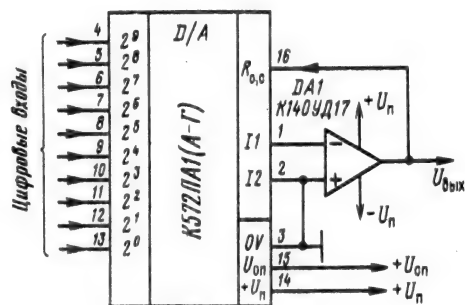 Цифровые входы
4 2⁹
5 2⁸
6 2⁷
7 2⁶
8 2⁵
9 2⁴
10 2³
11 2²
12 2¹
13 2⁰
К572ПА1(А-Г)
D/A
R₀,₀ 16
I1 1
I2 2
0V 3
Uоп 15 +Uоп
+Uп 14 +Uп
DA1
К140УД17
+Uп
-
+
-Uп
Uвых